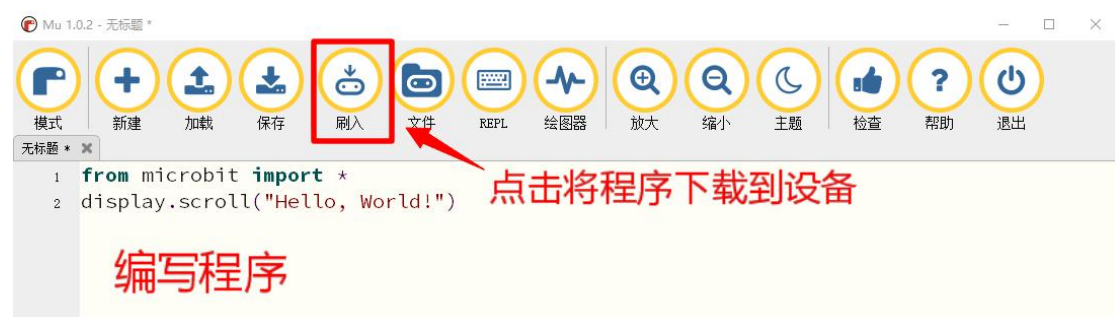 Mu 1.0.2 - 无标题 *
模式 新建 加载 保存 刷入 文件 REPL 绘图器 放大 缩小 主题 检查 帮助 退出
无标题 *
1 from microbit import *
2 display.scroll("Hello, World!")
点击将程序下载到设备
编写程序